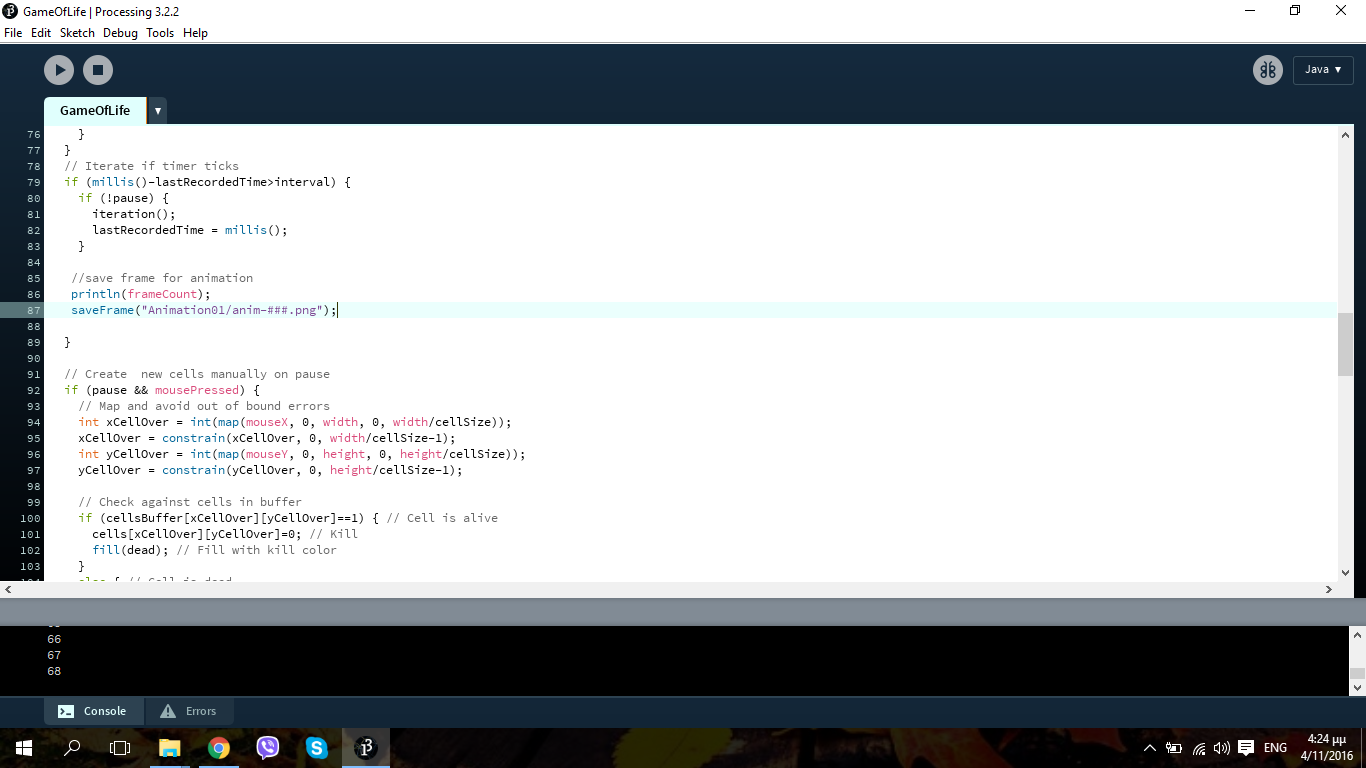 GameOfLife | Processing 3.2.2
File Edit Sketch Debug Tools Help
Java
GameOfLife
76 }
77 }
78 // Iterate if timer ticks
79 if (millis()-lastRecordedTime>interval) {
80 if (!pause) {
81 iteration();
82 lastRecordedTime = millis();
83 }
84
85 //save frame for animation
86 println(frameCount);
87 saveFrame("Animation01/anim-###.png");
88
89 }
90
91 // Create  new cells manually on pause
92 if (pause && mousePressed) {
93 // Map and avoid out of bound errors
94 int xCellOver = int(map(mouseX, 0, width, 0, width/cellSize));
95 xCellOver = constrain(xCellOver, 0, width/cellSize-1);
96 int yCellOver = int(map(mouseY, 0, height, 0, height/cellSize));
97 yCellOver = constrain(yCellOver, 0, height/cellSize-1);
98
99 // Check against cells in buffer
100 if (cellsBuffer[xCellOver][yCellOver]==1) { // Cell is alive
101 cells[xCellOver][yCellOver]=0; // Kill
102 fill(dead); // Fill with kill color
103 }
104 else { // Cell is dead
66
67
68
Console Errors
ENG
4:24 μμ
4/11/2016